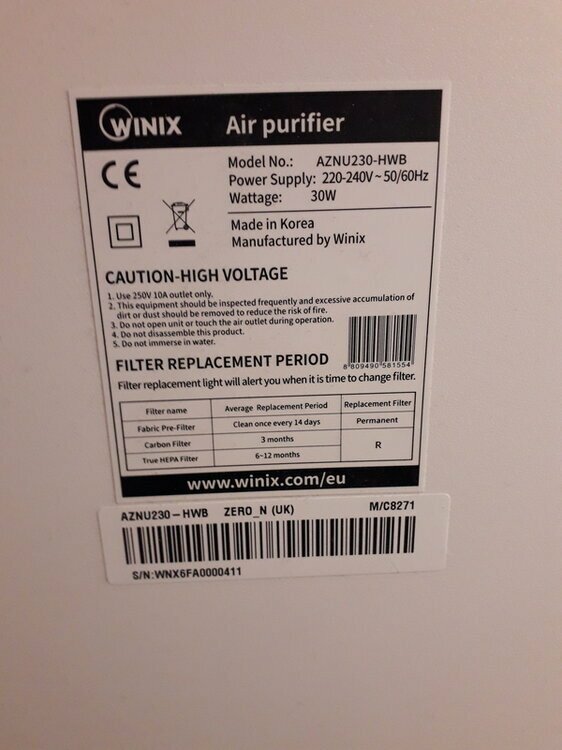 WINIX Air purifier
CE
Model No.: AZNU230-HWB
Power Supply: 220-240V ~ 50/60Hz
Wattage: 30W
Made in Korea
Manufactured by Winix
CAUTION-HIGH VOLTAGE
1. Use 250V 10A outlet only.
2. This equipment should be inspected frequently and excessive accumulation of
dirt or dust should be removed to reduce the risk of fire.
3. Do not open unit or touch the air outlet during operation.
4. Do not disassemble this product.
5. Do not immerse in water.
8 809490 581554
FILTER REPLACEMENT PERIOD
Filter replacement light will alert you when it is time to change filter.
Filter name Average Replacement Period Replacement Filter
Fabric Pre-Filter Clean once every 14 days Permanent
Carbon Filter 3 months R
True HEPA Filter 6~12 months
www.winix.com/eu
AZNU230-HWB ZERO_N (UK) M/C8271
S/N:WNX6FA0000411